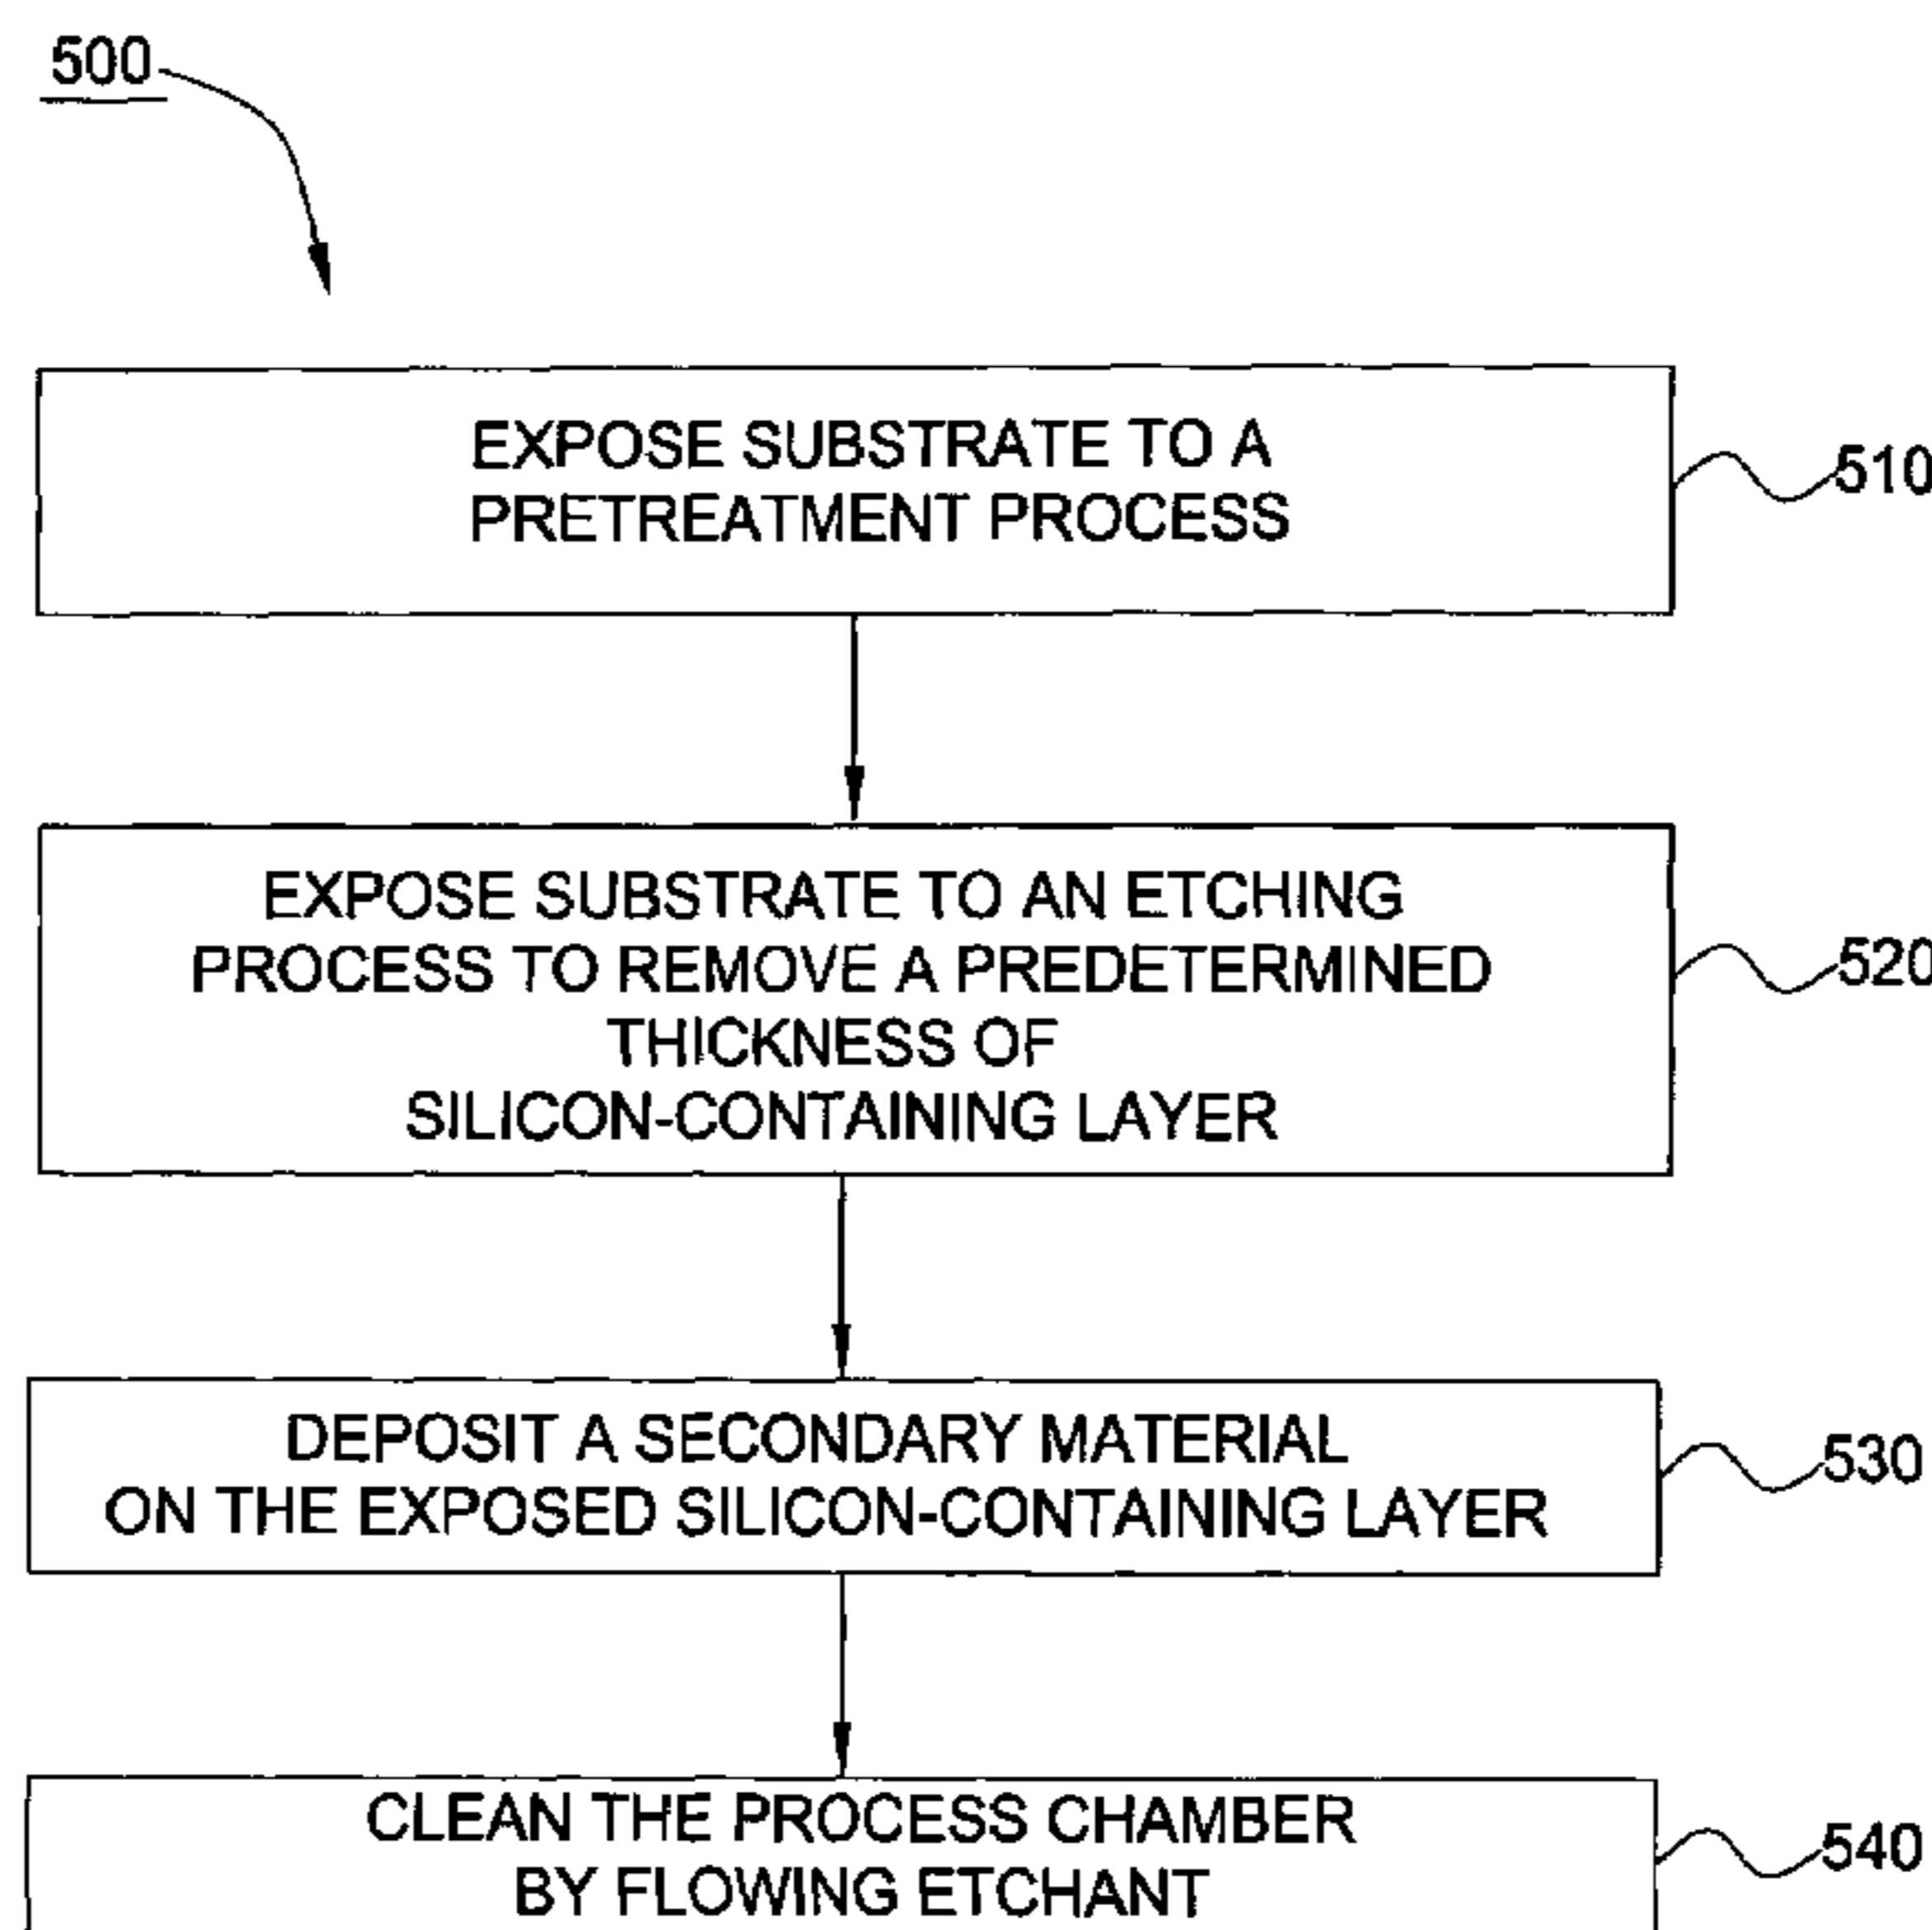 500
EXPOSE SUBSTRATE TO A
PRETREATMENT PROCESS
510
EXPOSE SUBSTRATE TO AN ETCHING
PROCESS TO REMOVE A PREDETERMINED
THICKNESS OF
SILICON-CONTAINING LAYER
520
DEPOSIT A SECONDARY MATERIAL
ON THE EXPOSED SILICON-CONTAINING LAYER
530
CLEAN THE PROCESS CHAMBER
BY FLOWING ETCHANT
540